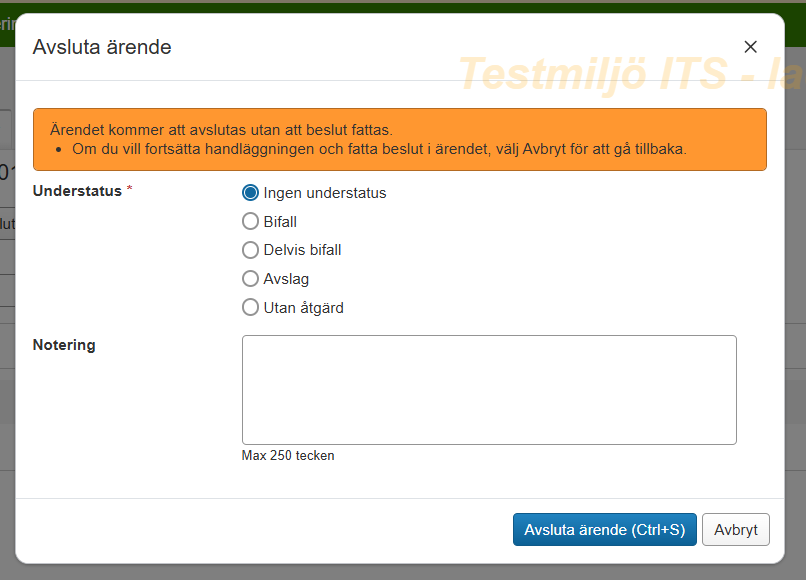 Avsluta ärende
Testmiljö ITS - la
Ärendet kommer att avslutas utan att beslut fattas.
• Om du vill fortsätta handläggningen och fatta beslut i ärendet, välj Avbryt för att gå tillbaka.
Understatus *
Ingen understatus
Bifall
Delvis bifall
Avslag
Utan åtgärd
Notering
Max 250 tecken
Avsluta ärende (Ctrl+S)
Avbryt